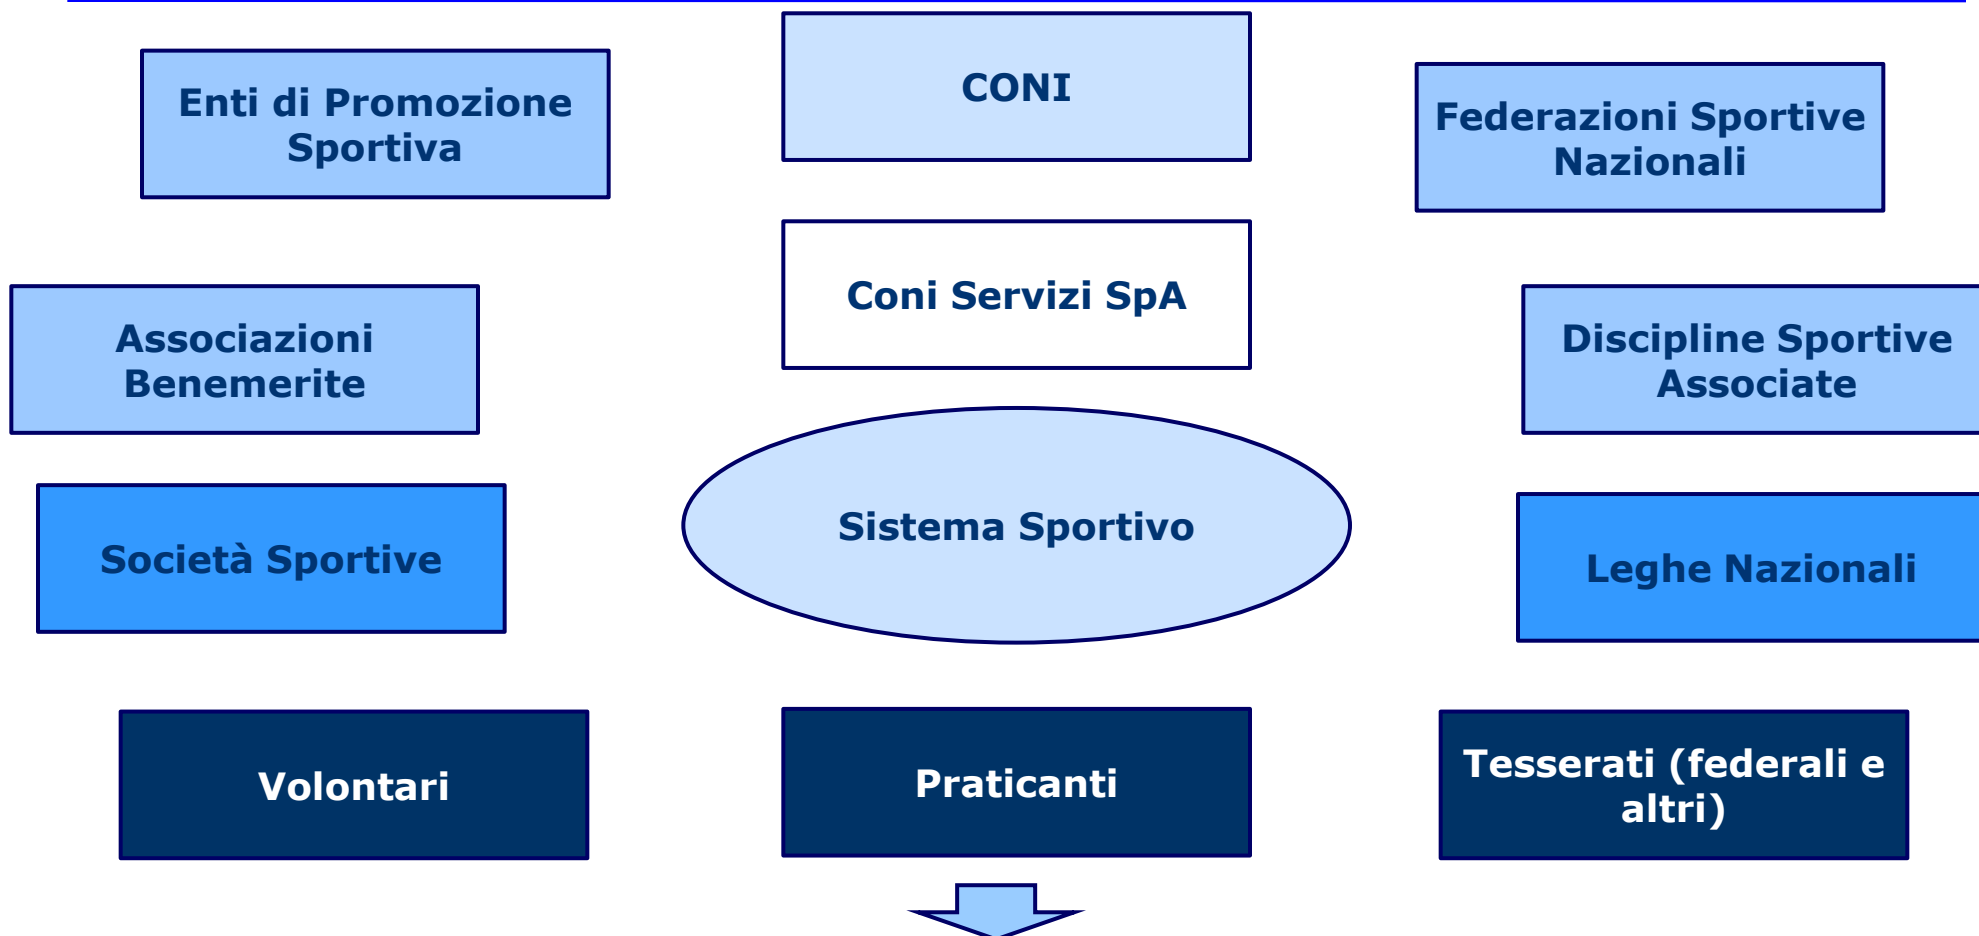 CONI
Enti di Promozione
Sportiva
Federazioni Sportive
Nazionali
Coni Servizi SpA
Associazioni
Benemerite
Discipline Sportive
Associate
Sistema Sportivo
Società Sportive
Leghe Nazionali
Volontari
Praticanti
Tesserati (federali e
altri)